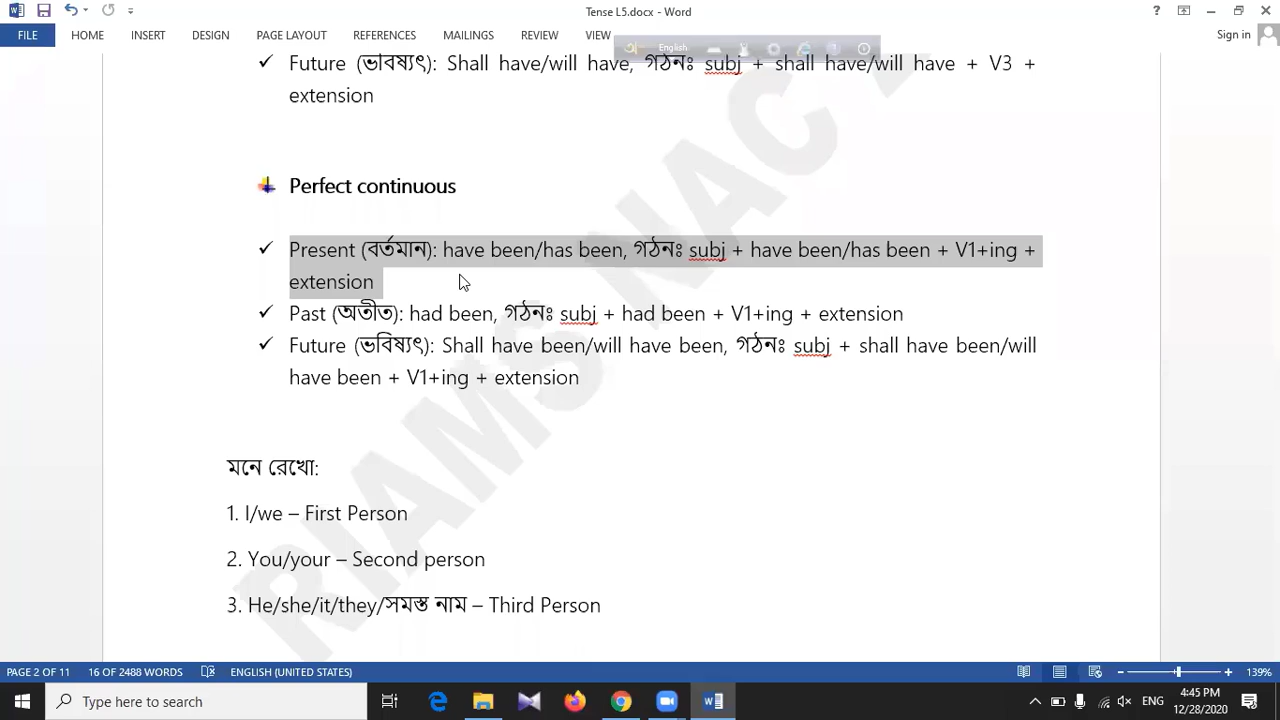 Tense L5.docx - Word
FILE HOME INSERT DESIGN PAGE LAYOUT REFERENCES MAILINGS REVIEW VIEW Sign in
English
Future (ভাবিষ্যৎ): Shall have/will have, গঠনঃ subj + shall have/will have + V3 +
extension
Perfect continuous
Present (বর্তমান): have been/has been, গঠনঃ subj + have been/has been + V1+ing +
extension
Past (অতীত): had been, গঠনঃ subj + had been + V1+ing + extension
Future (ভবিষ্যৎ): Shall have been/will have been, গঠনঃ subj + shall have been/will
have been + V1+ing + extension
মনে রেখো:
1. I/we – First Person
2. You/your – Second person
3. He/she/it/they/সমস্ত নাম – Third Person
RIAMS NAC
PAGE 2 OF 11 16 OF 2488 WORDS ENGLISH (UNITED STATES) 139%
Type here to search
ENG
4:45 PM
12/28/2020